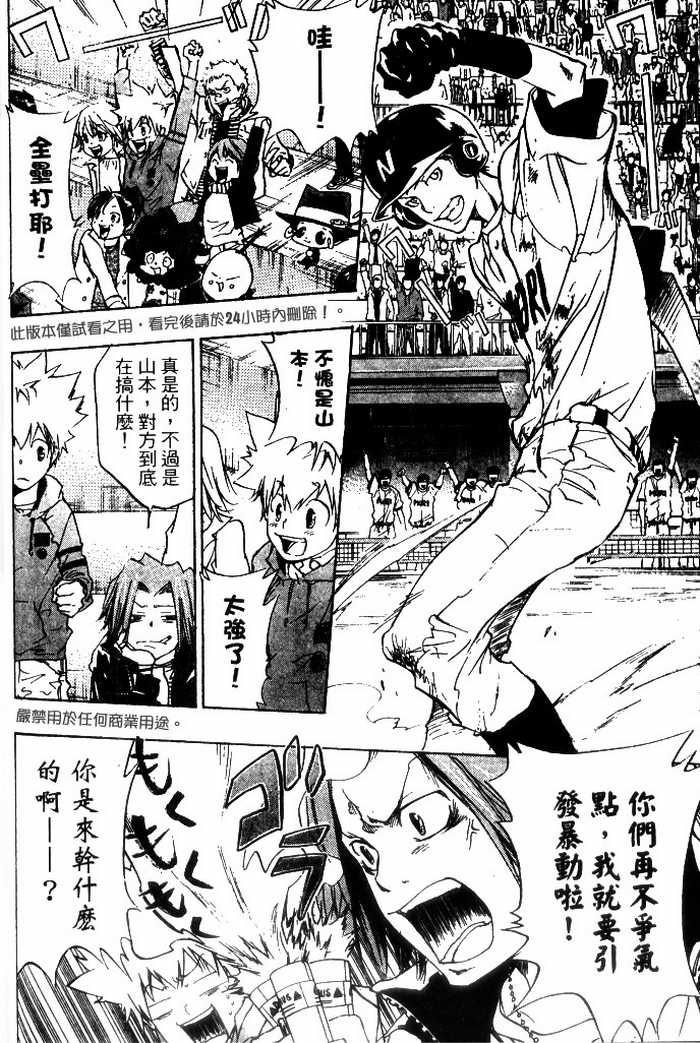 哇——！
全壘打耶！
N
NORI
此版本僅試看之用，看完後請於24小時內刪除！。
不愧是山
本！
太強了！
真是的，不過是
山本，對方到底
在搞什麼！
嚴禁用於任何商業用途。
你們再不爭氣
點，我就要引
發暴動啦！
ゴラ
もくもくもく
你是來幹什麼
的啊——？